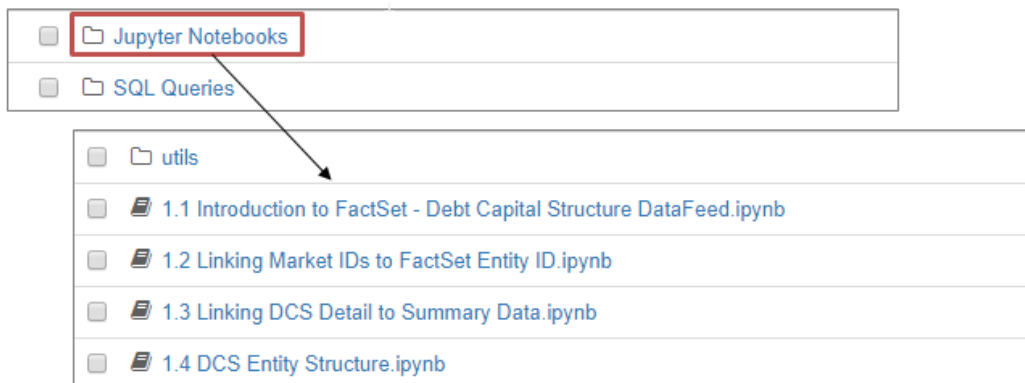 Jupyter Notebooks
SQL Queries
utils
1.1 Introduction to FactSet - Debt Capital Structure DataFeed.ipynb
1.2 Linking Market IDs to FactSet Entity ID.ipynb
1.3 Linking DCS Detail to Summary Data.ipynb
1.4 DCS Entity Structure.ipynb